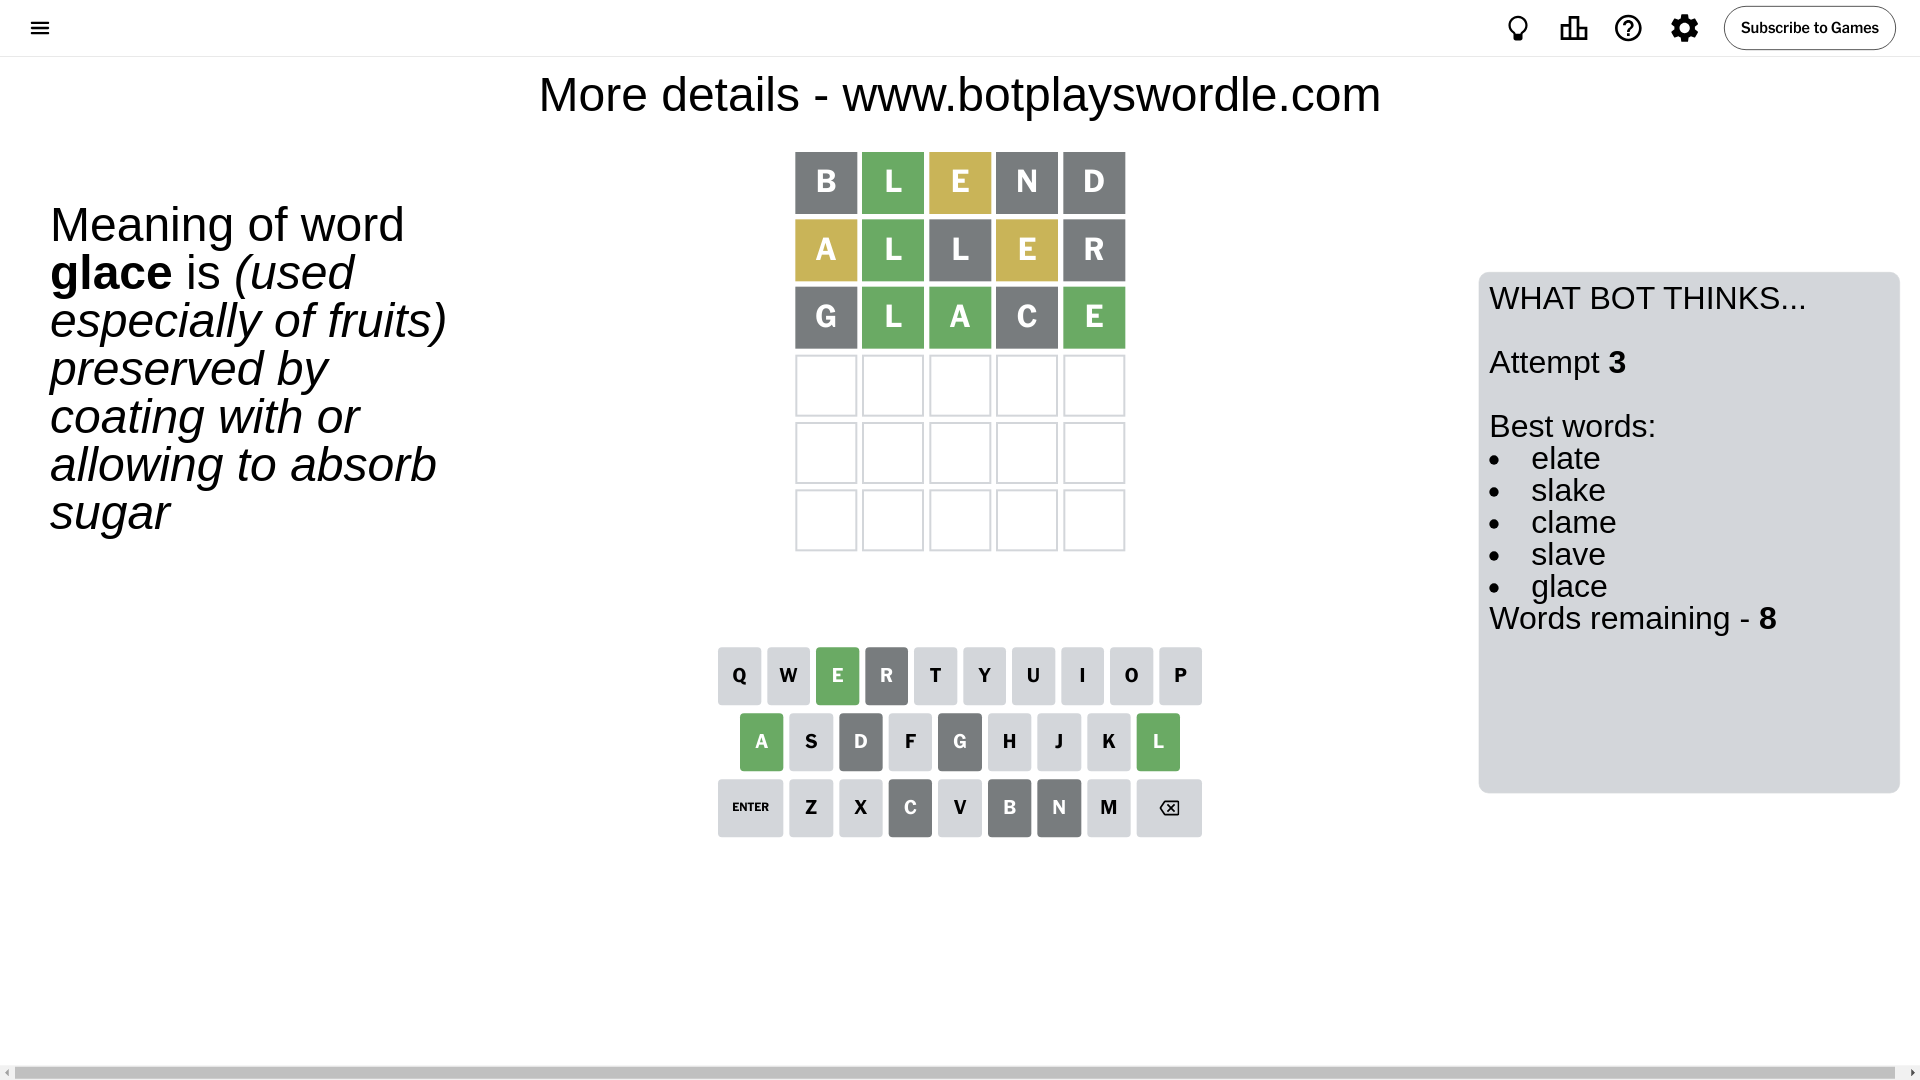 Subscribe to Games
More details - www.botplayswordle.com
Meaning of word
glace is (used
especially of fruits)
preserved by
coating with or
allowing to absorb
sugar
B L E N D
A L L E R
G L A C E
WHAT BOT THINKS...
Attempt 3
Best words:
• elate
• slake
• clame
• slave
• glace
Words remaining - 8
Q W E R T Y U I O P
A S D F G H J K L
ENTER Z X C V B N M